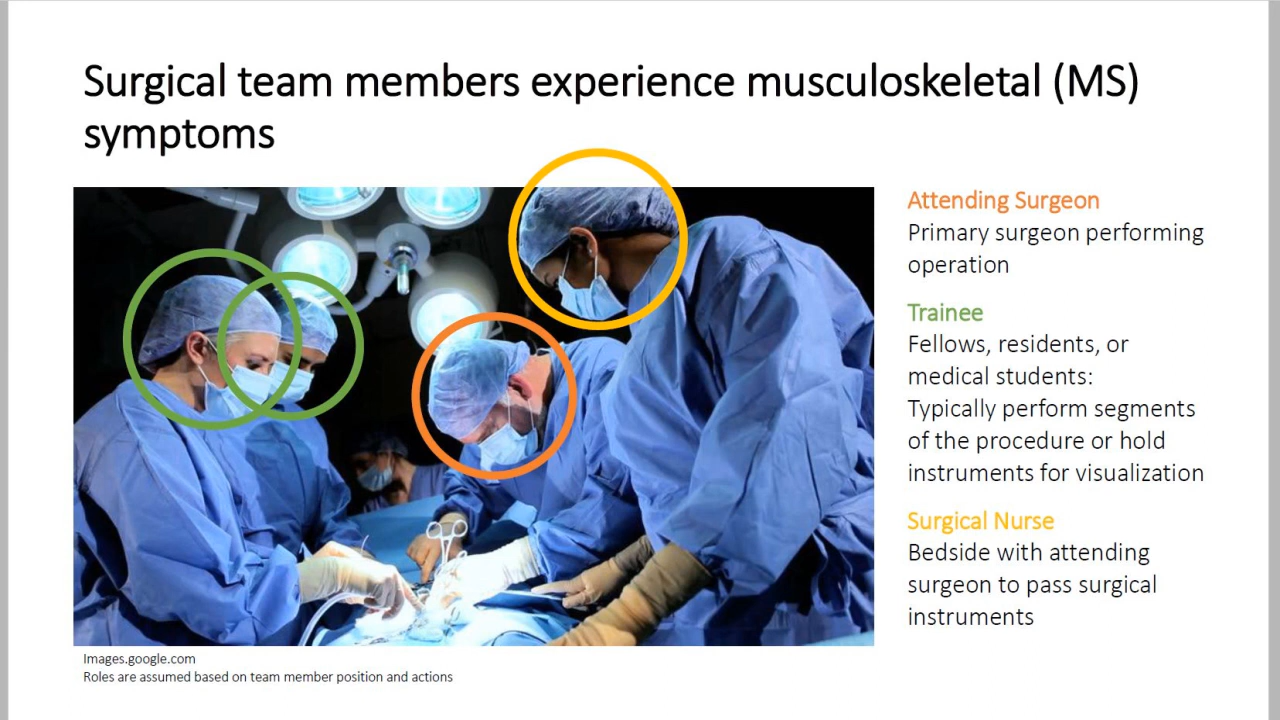 Surgical team members experience musculoskeletal (MS)
symptoms
Attending Surgeon
Primary surgeon performing
operation
Trainee
Fellows, residents, or
medical students:
Typically perform segments
of the procedure or hold
instruments for visualization
Surgical Nurse
Bedside with attending
surgeon to pass surgical
instruments
Images.google.com
Roles are assumed based on team member position and actions